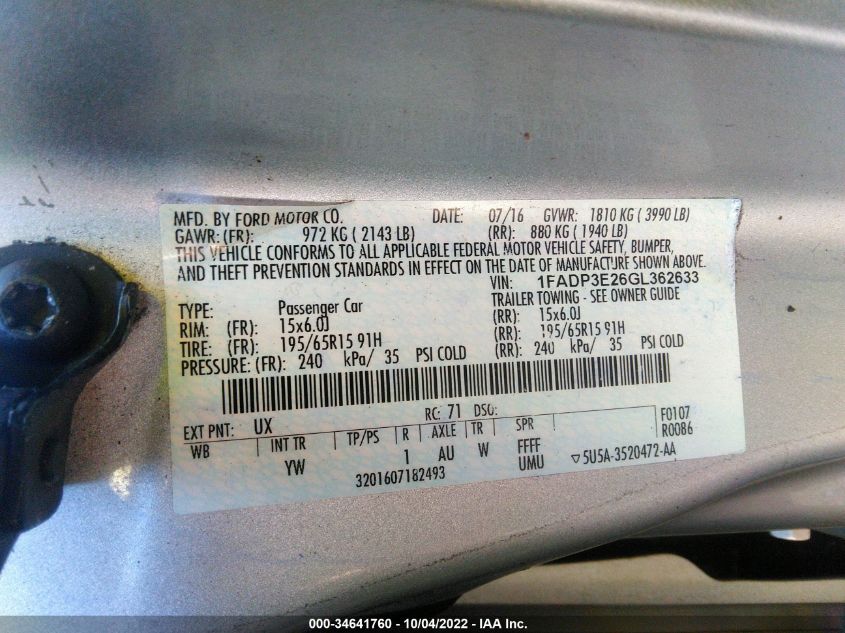 MFD. BY FORD MOTOR CO. DATE: 07/16 GVWR: 1810 KG ( 3990 LB)
GAWR: (FR): 972 KG ( 2143 LB) (RR): 880 KG ( 1940 LB)
THIS VEHICLE CONFORMS TO ALL APPLICABLE FEDERAL MOTOR VEHICLE SAFETY, BUMPER,
AND THEFT PREVENTION STANDARDS IN EFFECT ON THE DATE OF MANUFACTURE SHOWN ABOVE.
VIN: 1FADP3E26GL362633
TYPE: Passenger Car TRAILER TOWING - SEE OWNER GUIDE
RIM: (FR): 15x6.0J (RR): 15x6.0J
TIRE: (FR): 195/65R15 91H (RR): 195/65R15 91H
PRESSURE: (FR): 240 kPa/ 35 PSI COLD (RR): 240 kPa/ 35 PSI COLD
EXT PNT: UX RC: 71 DSO: F0107
WB INT TR TP/PS R AXLE TR SPR R0086
YW 1 AU W FFFF
UMU ▽5U5A-3520472-AA
3201607182493
000-34641760 - 10/04/2022 - IAA Inc.